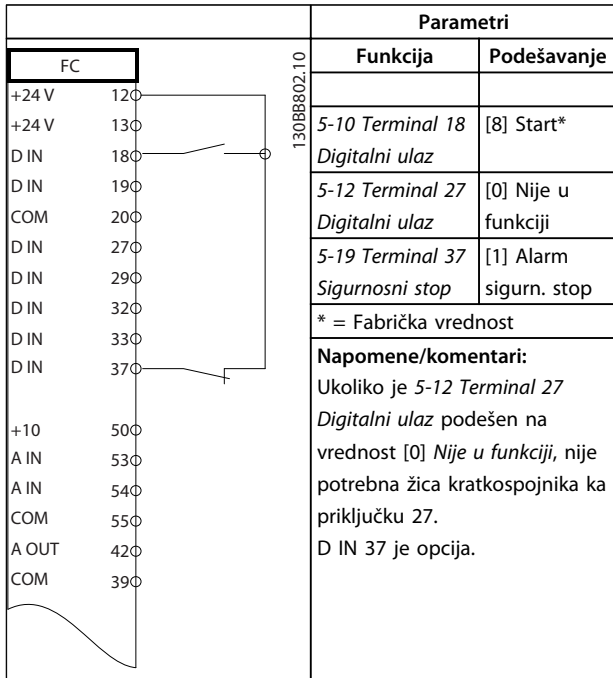 FC
+24 V 12
+24 V 13
D IN 18
D IN 19
COM 20
D IN 27
D IN 29
D IN 32
D IN 33
D IN 37
+10 50
A IN 53
A IN 54
COM 55
A OUT 42
COM 39
130BB802.10
Parametri
Funkcija Podešavanje
5-10 Terminal 18 [8] Start*
Digitalni ulaz
5-12 Terminal 27 [0] Nije u
Digitalni ulaz funkciji
5-19 Terminal 37 [1] Alarm
Sigurnosni stop sigurn. stop
* = Fabrička vrednost
Napomene/komentari:
Ukoliko je 5-12 Terminal 27
Digitalni ulaz podešen na
vrednost [0] Nije u funkciji, nije
potrebna žica kratkospojnika ka
priključku 27.
D IN 37 je opcija.